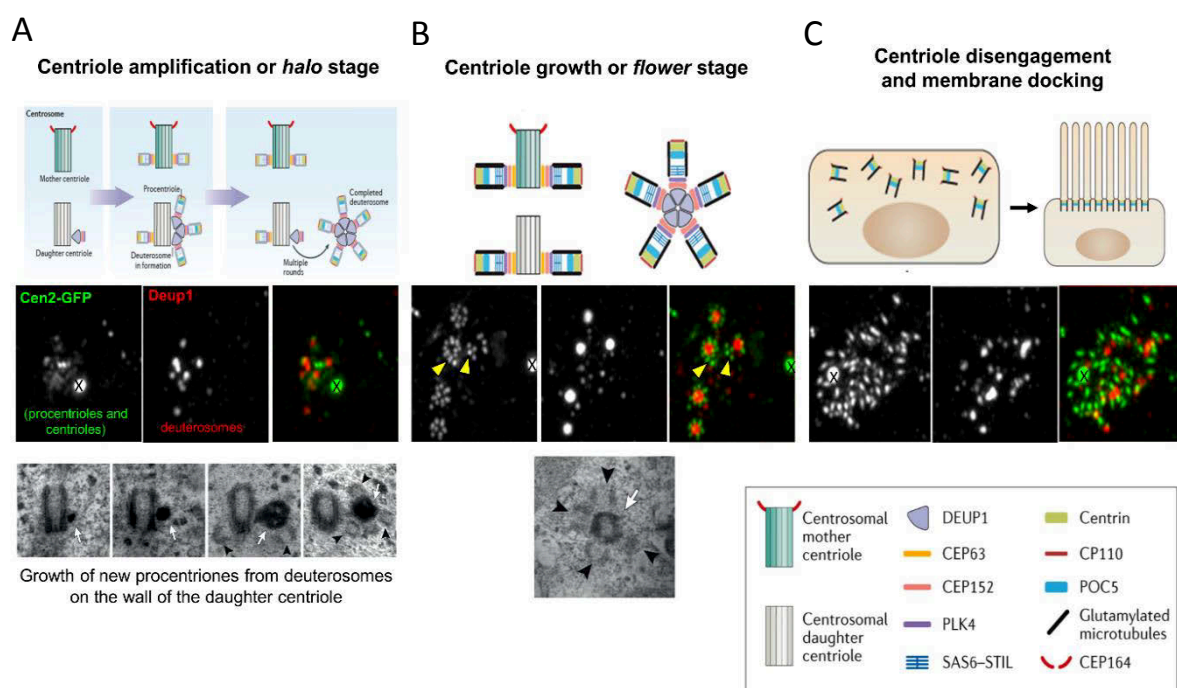 A
Centriole amplification or halo stage
Centrosome
Mother centriole
Procentriole
Completed
deuterosome
Daughter centriole
Deuterosome
in formation
Multiple
rounds
Cen2-GFP
Deup1
X
X
(procentrioles and
centrioles)
deuterosomes
Growth of new procentriones from deuterosomes
on the wall of the daughter centriole
B
Centriole growth or flower stage
X
X
C
Centriole disengagement
and membrane docking
X
X
Centrosomal
mother
centriole
Centrosomal
daughter
centriole
DEUP1
CEP63
CEP152
PLK4
SAS6–STIL
Centrin
CP110
POC5
Glutamylated
microtubules
CEP164